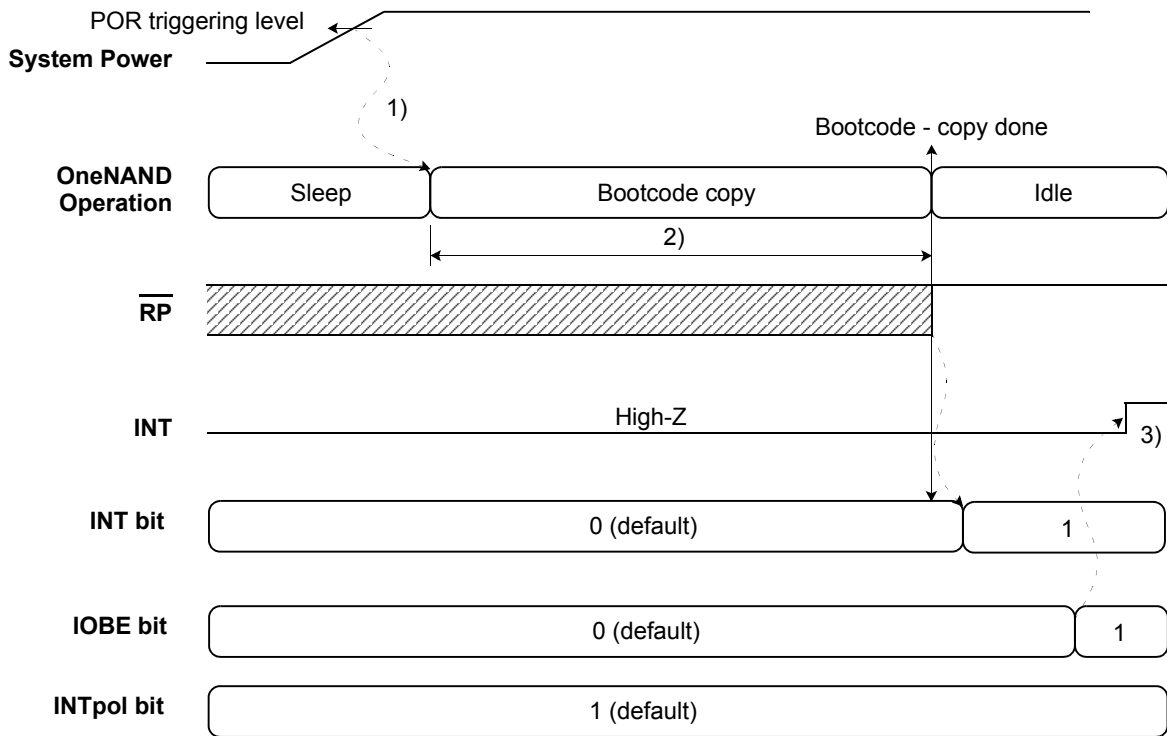 POR triggering level
System Power
1)
Bootcode - copy done
OneNAND
Operation
Sleep
Bootcode copy
Idle
2)
RP
High-Z
INT
3)
INT bit
0 (default)
1
IOBE bit
0 (default)
1
INTpol bit
1 (default)